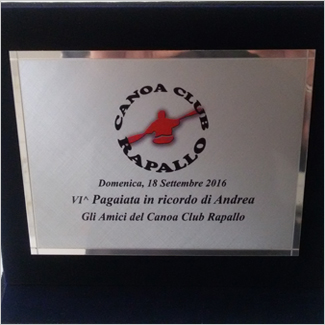 CANOA CLUB
RAPALLO
Domenica, 18 Settembre 2016
VI^ Pagaiata in ricordo di Andrea
Gli Amici del Canoa Club Rapallo